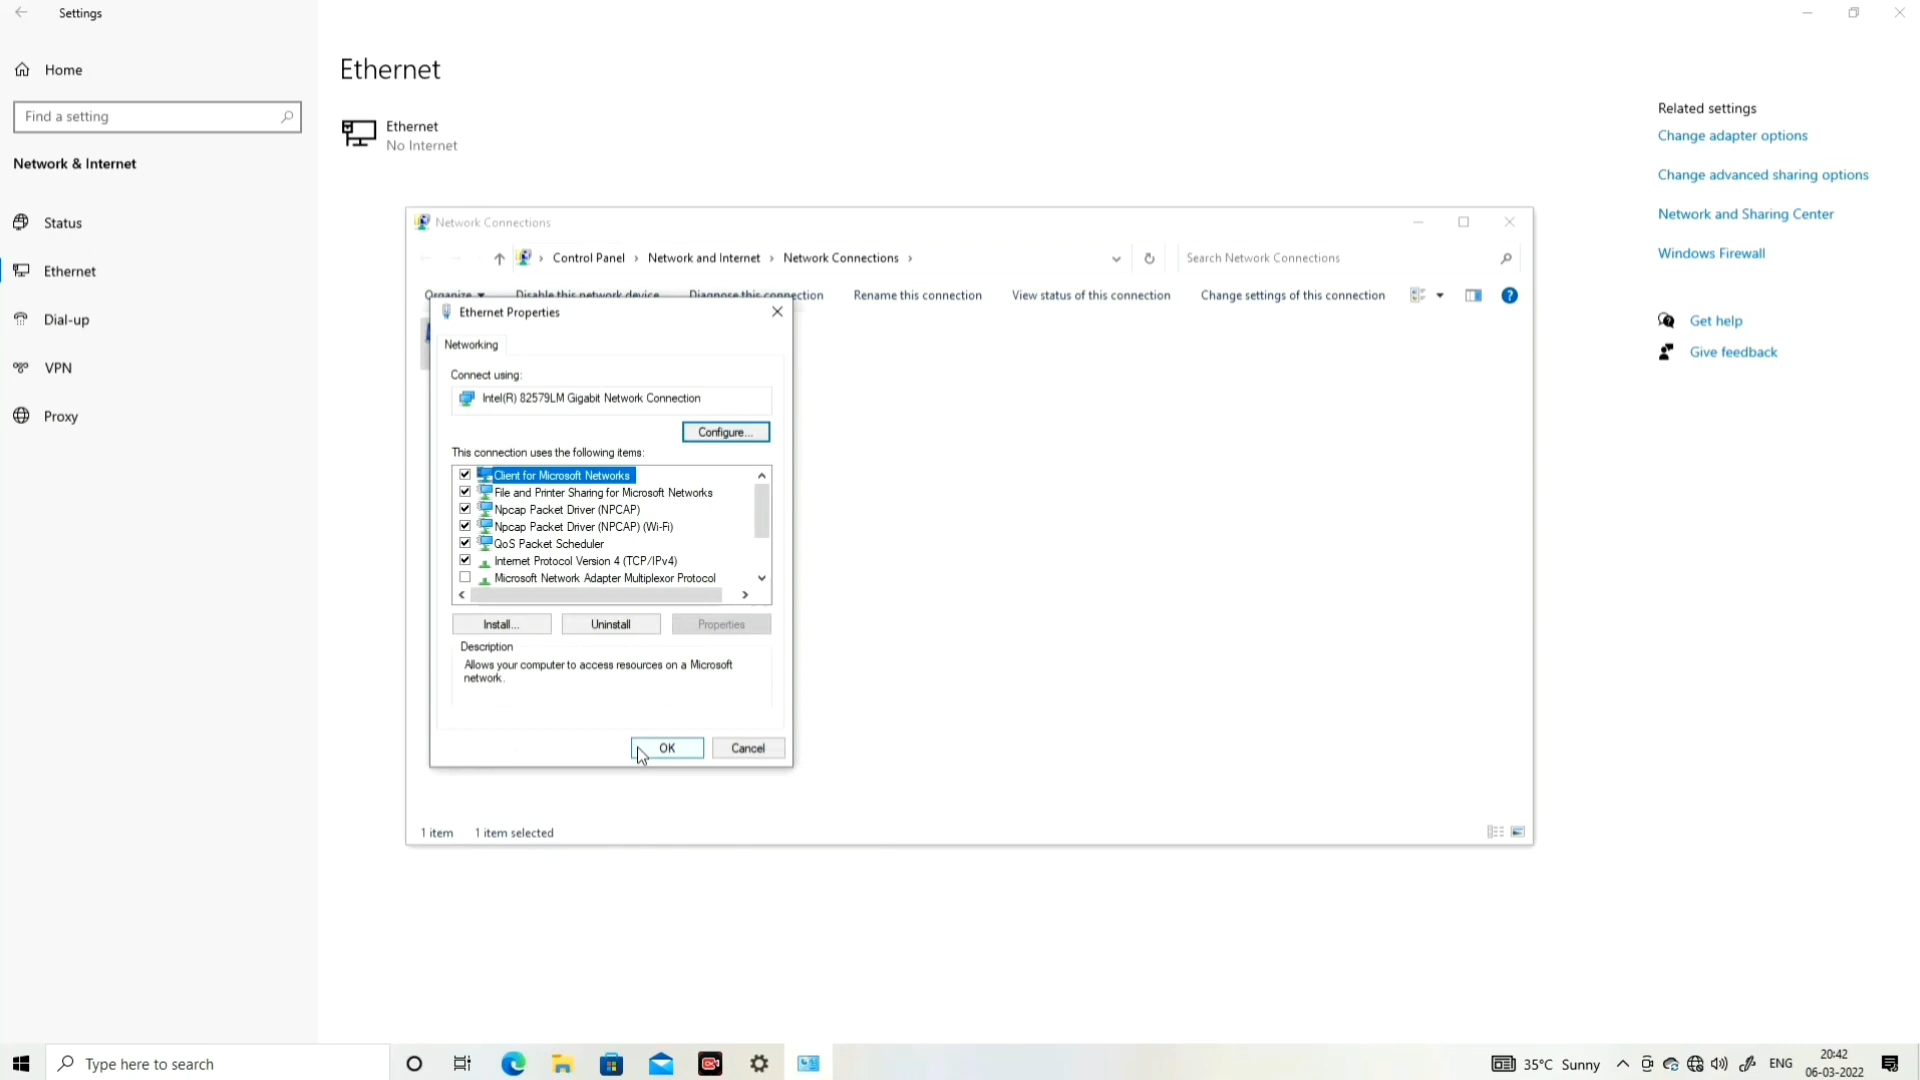 Settings
Home
Find a setting
Network & Internet
Status
Ethernet
Dial-up
VPN
Proxy
Ethernet
Ethernet
No Internet
Related settings
Change adapter options
Change advanced sharing options
Network and Sharing Center
Windows Firewall
Get help
Give feedback
Network Connections
Control Panel › Network and Internet › Network Connections ›
Search Network Connections
Organize Disable this network device Diagnose this connection Rename this connection View status of this connection Change settings of this connection
Ethernet Properties
Networking
Connect using:
Intel(R) 82579LM Gigabit Network Connection
Configure...
This connection uses the following items:
Client for Microsoft Networks
File and Printer Sharing for Microsoft Networks
Npcap Packet Driver (NPCAP)
Npcap Packet Driver (NPCAP) (Wi-Fi)
QoS Packet Scheduler
Internet Protocol Version 4 (TCP/IPv4)
Microsoft Network Adapter Multiplexor Protocol
Install... Uninstall Properties
Description
Allows your computer to access resources on a Microsoft
network.
OK Cancel
1 item 1 item selected
Type here to search
35°C Sunny
ENG
20:42
06-03-2022